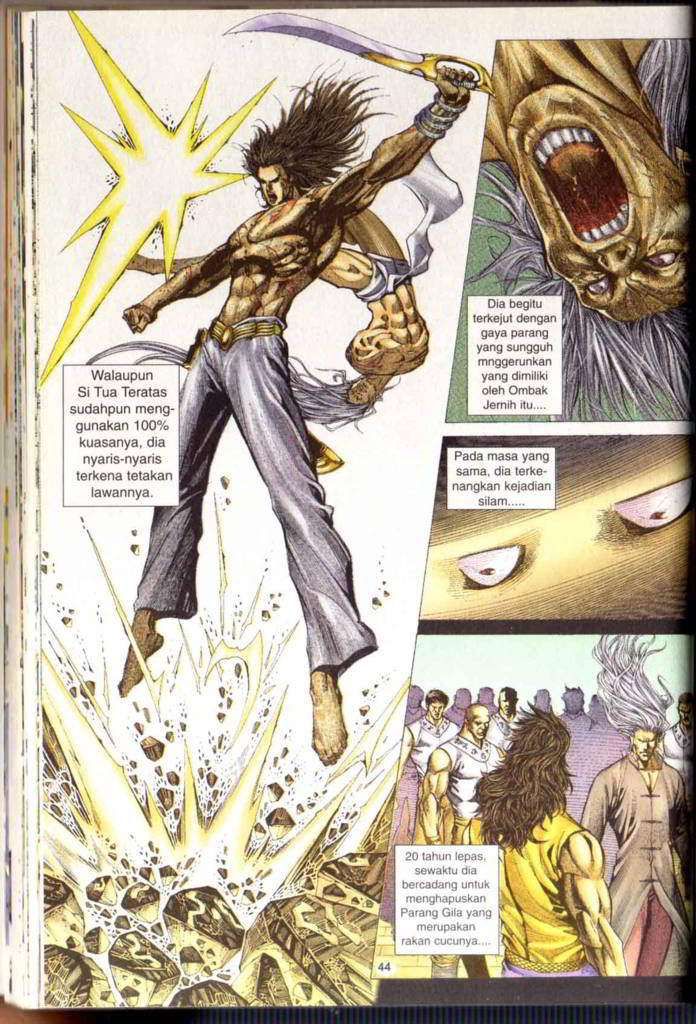 Walaupun
Si Tua Teratas
sudahpun meng-
gunakan 100%
kuasanya, dia
nyaris-nyaris
terkena tetakan
lawannya.
Dia begitu
terkejut dengan
gaya parang
yang sungguh
mnggerunkan
yang dimiliki
oleh Ombak
Jernih itu....
Pada masa yang
sama, dia terke-
nangkan kejadian
silam.....
20 tahun lepas,
sewaktu dia
bercadang untuk
menghapuskan
Parang Gila yang
merupakan
rakan cucunya....
44